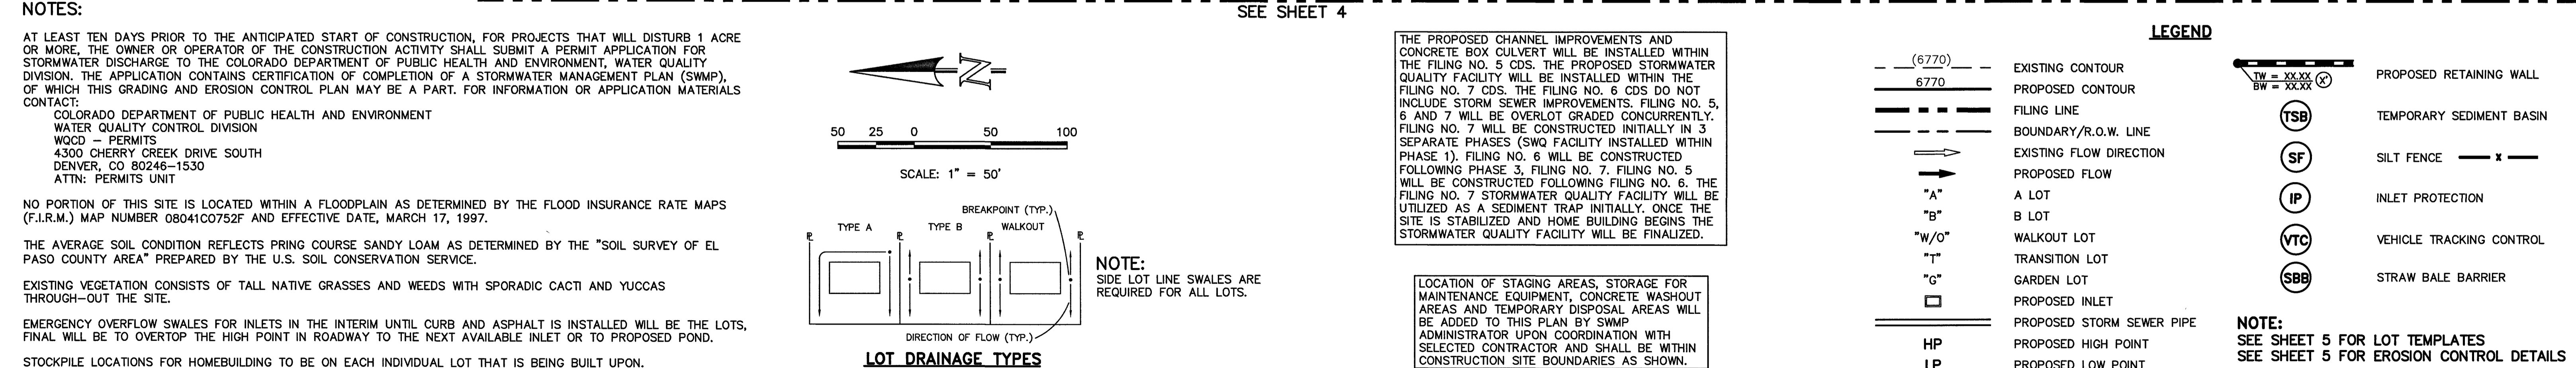 SEE SHEET 4
NOTES:
AT LEAST TEN DAYS PRIOR TO THE ANTICIPATED START OF CONSTRUCTION, FOR PROJECTS THAT WILL DISTURB 1 ACRE
OR MORE, THE OWNER OR OPERATOR OF THE CONSTRUCTION ACTIVITY SHALL SUBMIT A PERMIT APPLICATION FOR
STORMWATER DISCHARGE TO THE COLORADO DEPARTMENT OF PUBLIC HEALTH AND ENVIRONMENT, WATER QUALITY
DIVISION. THE APPLICATION CONTAINS CERTIFICATION OF COMPLETION OF A STORMWATER MANAGEMENT PLAN (SWMP),
OF WHICH THIS GRADING AND EROSION CONTROL PLAN MAY BE A PART. FOR INFORMATION OR APPLICATION MATERIALS
CONTACT:
COLORADO DEPARTMENT OF PUBLIC HEALTH AND ENVIRONMENT
WATER QUALITY CONTROL DIVISION
WQCD – PERMITS
4300 CHERRY CREEK DRIVE SOUTH
DENVER, CO 80246–1530
ATTN: PERMITS UNIT
NO PORTION OF THIS SITE IS LOCATED WITHIN A FLOODPLAIN AS DETERMINED BY THE FLOOD INSURANCE RATE MAPS
(F.I.R.M.) MAP NUMBER 08041C0752F AND EFFECTIVE DATE, MARCH 17, 1997.
THE AVERAGE SOIL CONDITION REFLECTS PRING COURSE SANDY LOAM AS DETERMINED BY THE "SOIL SURVEY OF EL
PASO COUNTY AREA" PREPARED BY THE U.S. SOIL CONSERVATION SERVICE.
EXISTING VEGETATION CONSISTS OF TALL NATIVE GRASSES AND WEEDS WITH SPORADIC CACTI AND YUCCAS
THROUGH–OUT THE SITE.
EMERGENCY OVERFLOW SWALES FOR INLETS IN THE INTERIM UNTIL CURB AND ASPHALT IS INSTALLED WILL BE THE LOTS,
FINAL WILL BE TO OVERTOP THE HIGH POINT IN ROADWAY TO THE NEXT AVAILABLE INLET OR TO PROPOSED POND.
STOCKPILE LOCATIONS FOR HOMEBUILDING TO BE ON EACH INDIVIDUAL LOT THAT IS BEING BUILT UPON.
N
50 25 0 50 100
SCALE: 1" = 50'
BREAKPOINT (TYP.)
TYPE A TYPE B WALKOUT
PL PL PL PL
DIRECTION OF FLOW (TYP.)
LOT DRAINAGE TYPES
NOTE:
SIDE LOT LINE SWALES ARE
REQUIRED FOR ALL LOTS.
THE PROPOSED CHANNEL IMPROVEMENTS AND
CONCRETE BOX CULVERT WILL BE INSTALLED WITHIN
THE FILING NO. 5 CDS. THE PROPOSED STORMWATER
QUALITY FACILITY WILL BE INSTALLED WITHIN THE
FILING NO. 7 CDS. THE FILING NO. 6 CDS DO NOT
INCLUDE STORM SEWER IMPROVEMENTS. FILING NO. 5,
6 AND 7 WILL BE OVERLOT GRADED CONCURRENTLY.
FILING NO. 7 WILL BE CONSTRUCTED INITIALLY IN 3
SEPARATE PHASES (SWQ FACILITY INSTALLED WITHIN
PHASE 1). FILING NO. 6 WILL BE CONSTRUCTED
FOLLOWING PHASE 3, FILING NO. 7. FILING NO. 5
WILL BE CONSTRUCTED FOLLOWING FILING NO. 6. THE
FILING NO. 7 STORMWATER QUALITY FACILITY WILL BE
UTILIZED AS A SEDIMENT TRAP INITIALLY. ONCE THE
SITE IS STABILIZED AND HOME BUILDING BEGINS THE
STORMWATER QUALITY FACILITY WILL BE FINALIZED.
LOCATION OF STAGING AREAS, STORAGE FOR
MAINTENANCE EQUIPMENT, CONCRETE WASHOUT
AREAS AND TEMPORARY DISPOSAL AREAS WILL
BE ADDED TO THIS PLAN BY SWMP
ADMINISTRATOR UPON COORDINATION WITH
SELECTED CONTRACTOR AND SHALL BE WITHIN
CONSTRUCTION SITE BOUNDARIES AS SHOWN.
LEGEND
(6770) EXISTING CONTOUR
6770 PROPOSED CONTOUR
FILING LINE
BOUNDARY/R.O.W. LINE
EXISTING FLOW DIRECTION
PROPOSED FLOW
"A" A LOT
"B" B LOT
"W/O" WALKOUT LOT
"T" TRANSITION LOT
"G" GARDEN LOT
PROPOSED INLET
PROPOSED STORM SEWER PIPE
HP PROPOSED HIGH POINT
LP PROPOSED LOW POINT
TW = XX.XX
BW = XX.XX (X') PROPOSED RETAINING WALL
TSB TEMPORARY SEDIMENT BASIN
SF SILT FENCE x
IP INLET PROTECTION
VTC VEHICLE TRACKING CONTROL
SBB STRAW BALE BARRIER
NOTE:
SEE SHEET 5 FOR LOT TEMPLATES
SEE SHEET 5 FOR EROSION CONTROL DETAILS